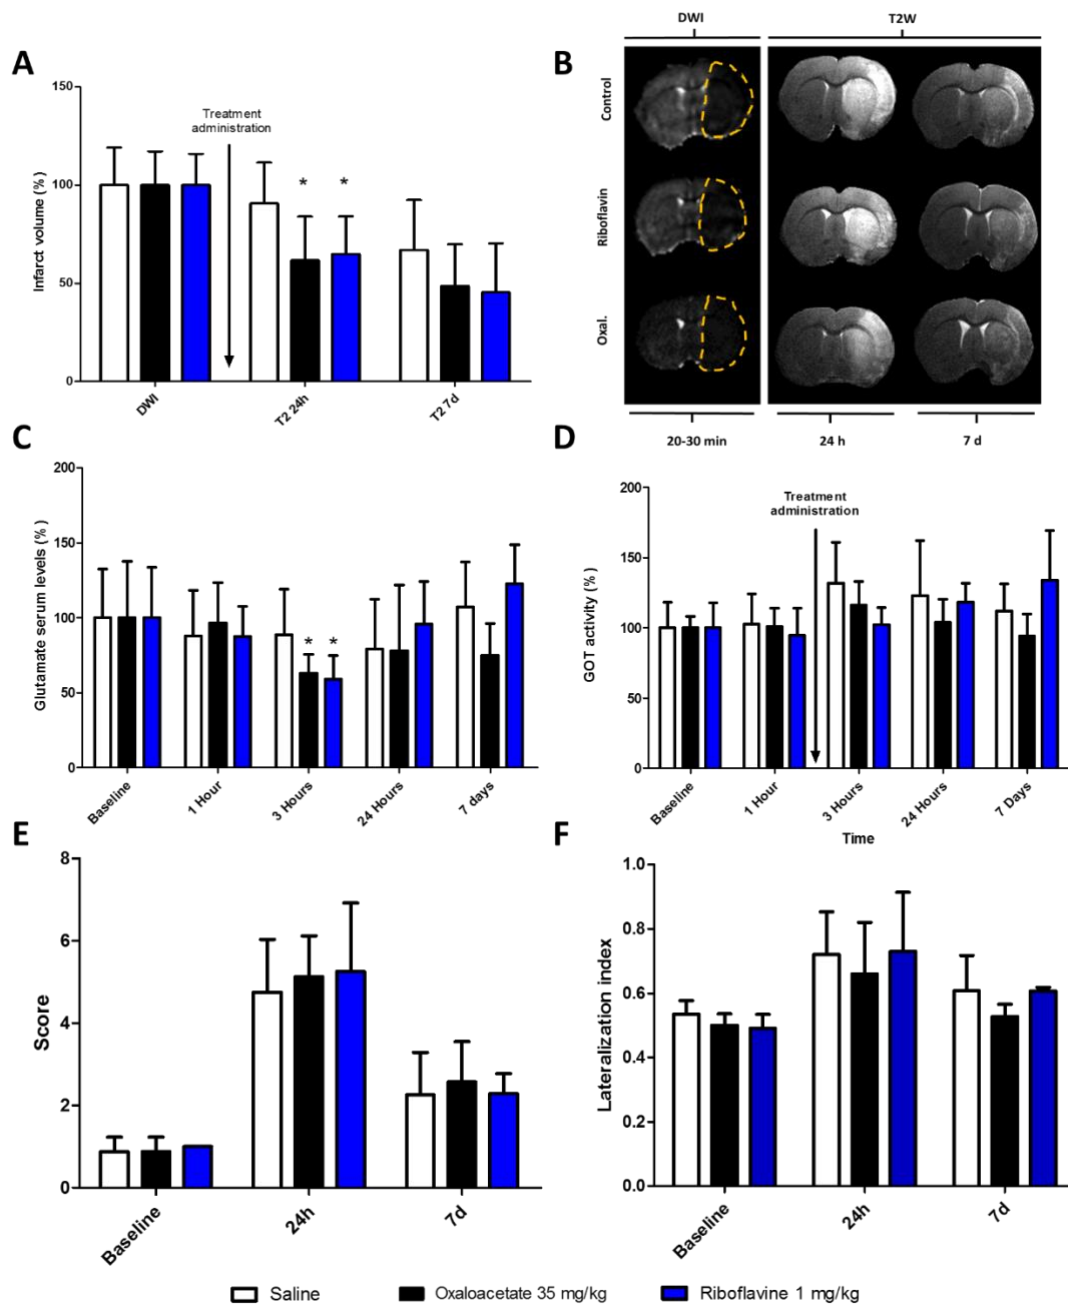 DWI
T2W
A
B
150
100
50
0
Infarct volume (%)
Treatment
administration
*
*
DWI
T2 24h
T2 7d
Control
Riboflavin
Oxal.
20-30 min
24 h
7 d
C
D
200
150
100
50
0
Glutamate serum levels (%)
*
*
Baseline
1 Hour
3 Hours
24 Hours
7 days
200
150
100
50
0
GOT activity (%)
Treatment
administration
Baseline
1 Hour
3 Hours
24 Hours
7 Days
Time
E
F
8
6
4
2
0
Score
Baseline
24h
7d
1.0
0.8
0.6
0.4
0.2
0.0
Lateralization index
Baseline
24h
7d
Saline
Oxaloacetate 35 mg/kg
Riboflavine 1 mg/kg